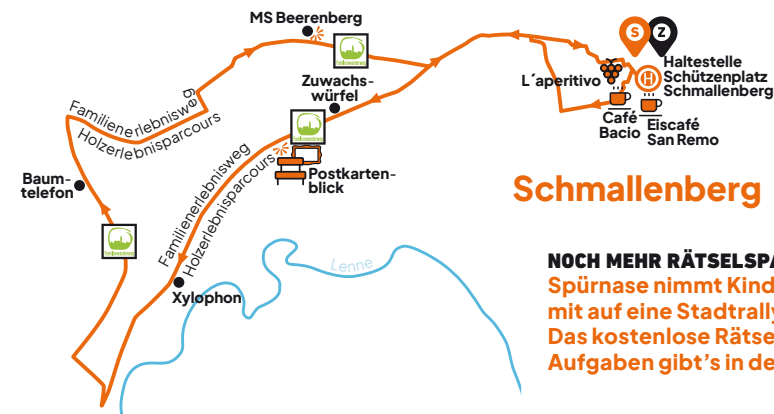 MS Beerenberg
S
Z
Haltestelle
Schützenplatz
Schmallenberg
H
L´aperitivo
Café
Bacio
Eiscafé
San Remo
Zuwachs-
würfel
Familienerlebnisweg
Holzerlebnisparcours
Baum-
telefon
Postkarten-
blick
Familienerlebnisweg
Holzerlebnisparcours
Schmallenberg
Lenne
Xylophon
NOCH MEHR RÄTSELSPA
Spürnase nimmt Kind
mit auf eine Stadtrally
Das kostenlose Rätse
Aufgaben gibt's in de